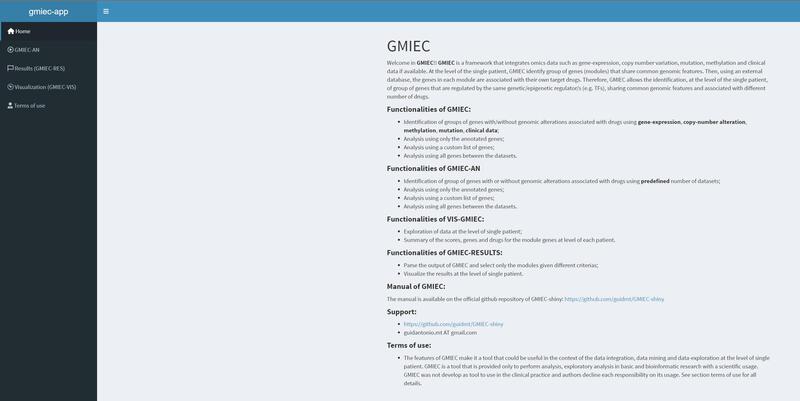 gmiec-app
Home
GMIEC-AN
Results (GMIEC-RES)
Visualization (GMIEC-VIS)
Terms of use
GMIEC
Welcome in GMIEC!! GMIEC is a framework that integrates omics data such as gene-expression, copy number variation, mutation, methylation and clinical
data if available. At the level of the single patient, GMIEC identify group of genes (modules) that share common genomic features. Then, using an external
database, the genes in each module are associated with their own target drugs. Therefore, GMIEC allows the identification, at the level of the single patient,
of group of genes that are regulated by the same genetic/epigenetic regulator/s (e.g. TFs), sharing common genomic features and associated with different
number of drugs.
Functionalities of GMIEC:
Identification of groups of genes with/without genomic alterations associated with drugs using gene-expression, copy-number alteration,
methylation, mutation, clinical data;
Analysis using only the annotated genes;
Analysis using a custom list of genes;
Analysis using all genes between the datasets.
Functionalities of GMIEC-AN
Identification of group of genes with or without genomic alterations associated with drugs using predefined number of datasets;
Analysis using only the annotated genes;
Analysis using a custom list of genes;
Analysis using all genes between the datasets.
Functionalities of VIS-GMIEC:
Exploration of data at the level of single patient;
Summary of the scores, genes and drugs for the module genes at level of each patient.
Functionalities of GMIEC-RESULTS:
Parse the output of GMIEC and select only the modules given different criterias;
Visualize the results at the level of single patient.
Manual of GMIEC:
The manual is available on the official github repository of GMIEC-shiny: https://github.com/guidmt/GMIEC-shiny
Support:
https://github.com/guidmt/GMIEC-shiny
guidantonio.mt AT gmail.com
Terms of use:
The features of GMIEC make it a tool that could be useful in the context of the data integration, data mining and data-exploration at the level of single
patient. GMIEC is a tool that is provided only to perform analysis, exploratory analysis in basic and bioinformatic research with a scientific usage.
GMIEC was not develop as tool to use in the clinical practice and authors decline each responsibility on its usage. See section terms of use for all
details.